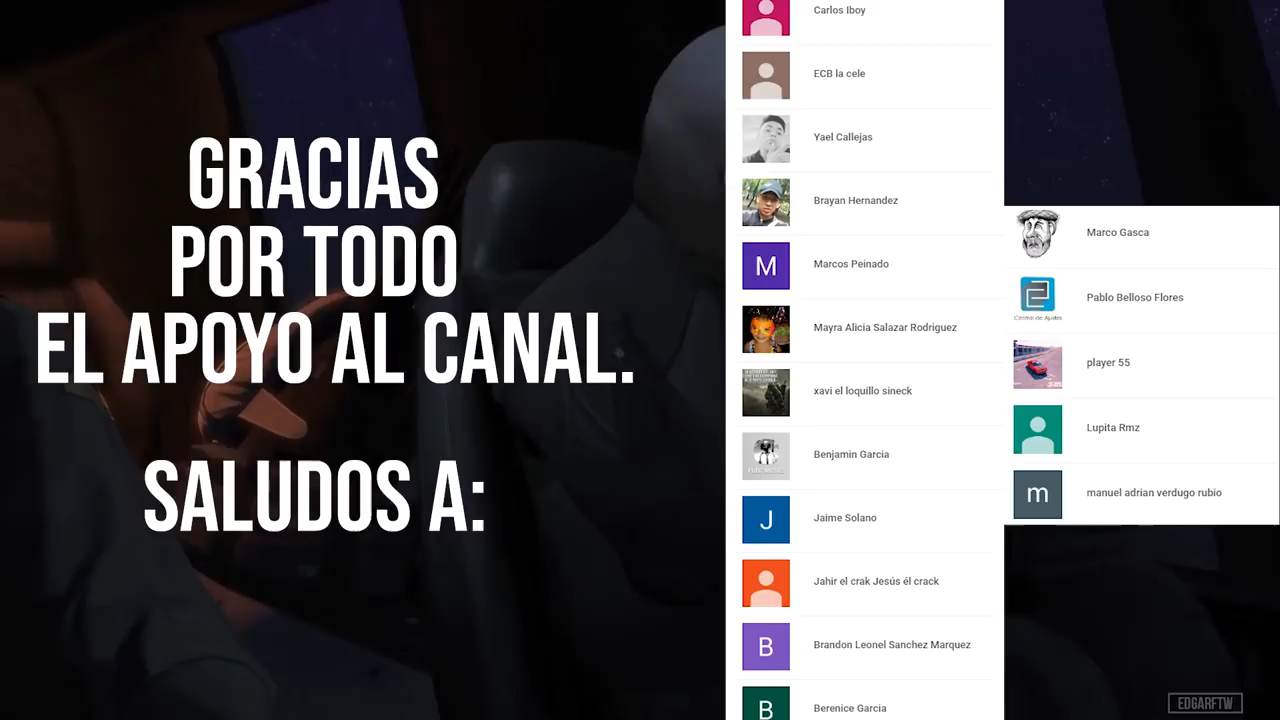 GRACIAS
POR TODO
EL APOYO AL CANAL.
SALUDOS A:
Carlos Iboy
ECB la cele
Yael Callejas
Brayan Hernandez
M
Marcos Peinado
Mayra Alicia Salazar Rodriguez
xavi el loquillo sineck
Benjamin Garcia
J
Jaime Solano
Jahir el crak Jesús él crack
B
Brandon Leonel Sanchez Marquez
B
Berenice Garcia
Marco Gasca
Pablo Belloso Flores
player 55
Lupita Rmz
m
manuel adrian verdugo rubio
EDGARFTW